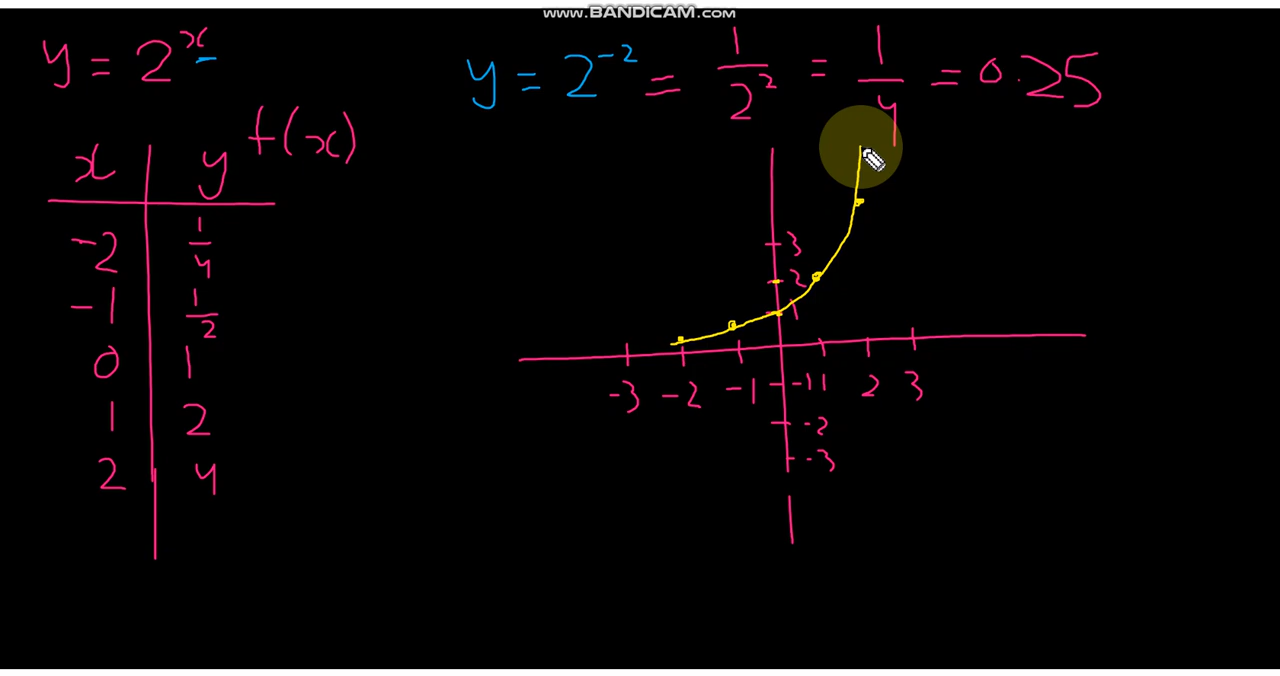 www.BANDICAM.com
y = 2^x
y = 2^-2 = 1/2^2 = 1/4 = 0.25
x y f(x)
-2 1/4
-1 1/2
0 1
1 2
2 4
3
2
1
-3 -2 -1 1 2 3
-1
-2
-3